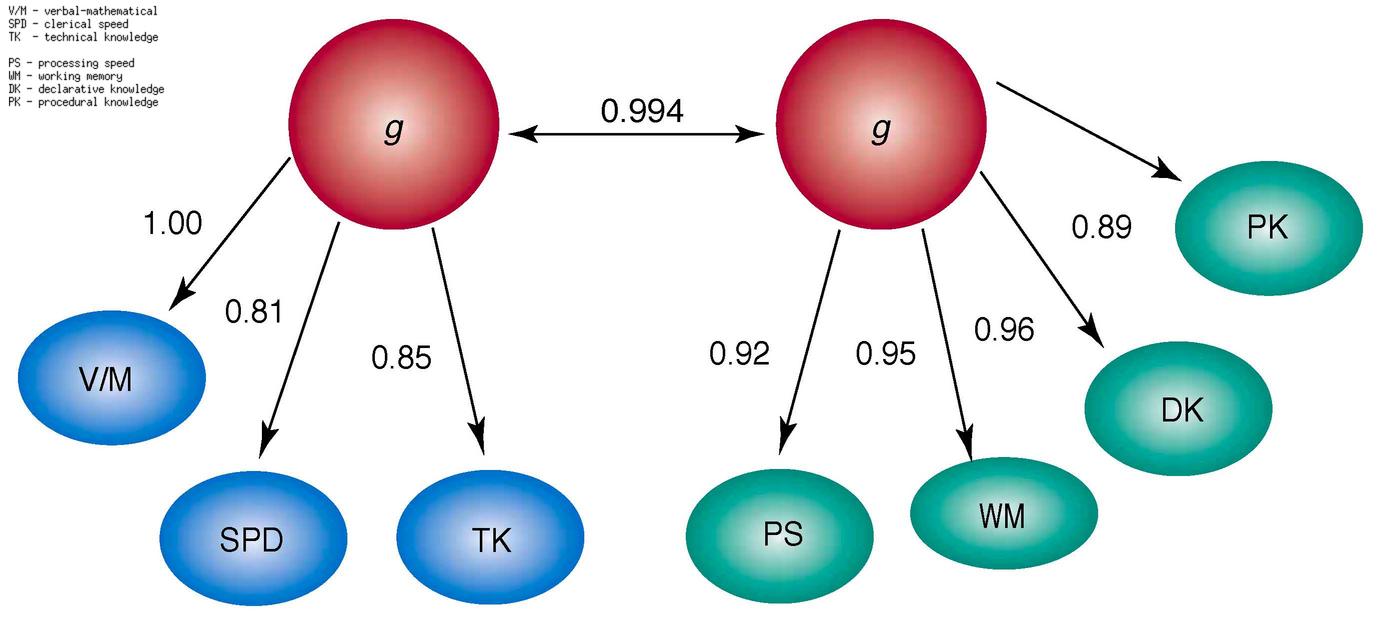 V/M - verbal-mathematical
SPD - clerical speed
TK - technical knowledge
PS - processing speed
WM - working memory
DK - declarative knowledge
PK - procedural knowledge
g
0.994
g
1.00
0.81
0.85
0.92
0.95
0.96
0.89
PK
V/M
DK
SPD
TK
PS
WM